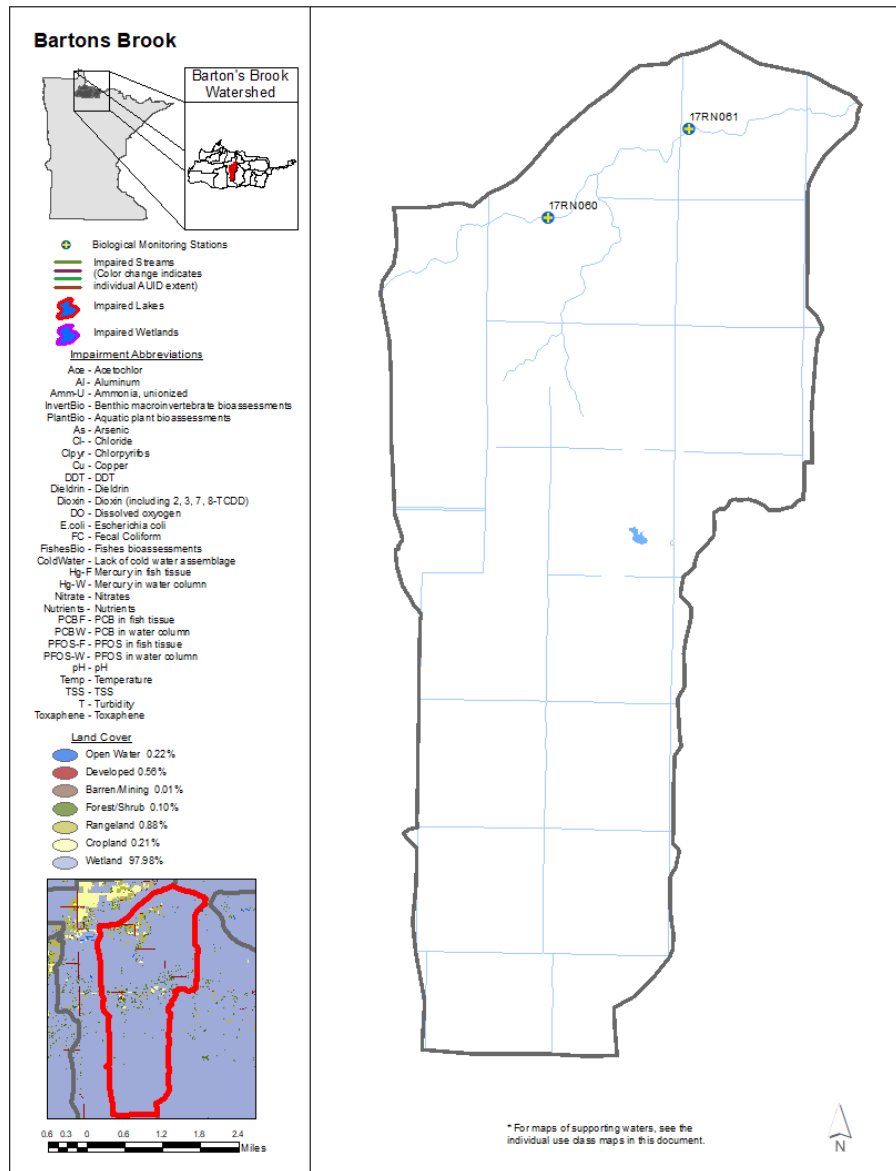 Bartons Brook
Barton's Brook
Watershed
Biological Monitoring Stations
Impaired Streams
(Color change indicates
individual AUID extent)
Impaired Lakes
Impaired Wetlands
Impairment Abbreviations
Ace - Acetochlor
Al - Aluminum
Amm-U - Ammonia, unionized
InvertBio - Benthic macroinvertebrate bioassessments
PlantBio - Aquatic plant bioassessments
As - Arsenic
Cl- - Chloride
Clpyr - Chlorpyrifos
Cu - Copper
DDT - DDT
Dieldrin - Dieldrin
Dioxin - Dioxin (including 2, 3, 7, 8-TCDD)
DO - Dissolved oxyogen
E.coli - Escherichia coli
FC - Fecal Coliform
FishesBio - Fishes bioassessments
ColdWater - Lack of cold water assemblage
Hg-F Mercury in fish tissue
Hg-W - Mercury in water column
Nitrate - Nitrates
Nutrients - Nutrients
PCBF - PCB in fish tissue
PCBW - PCB in water column
PFOS-F - PFOS in fish tissue
PFOS-W - PFOS in water column
pH - pH
Temp - Temperature
TSS - TSS
T - Turbidity
Toxaphene - Toxaphene
Land Cover
Open Water 0.22%
Developed 0.56%
Barren/Mining 0.01%
Forest/Shrub 0.10%
Rangeland 0.88%
Cropland 0.21%
Wetland 97.98%
0.6 0.3 0 0.6 1.2 1.8 2.4
Miles
17RN061
17RN060
* For maps of supporting waters, see the
individual use class maps in this document.
N